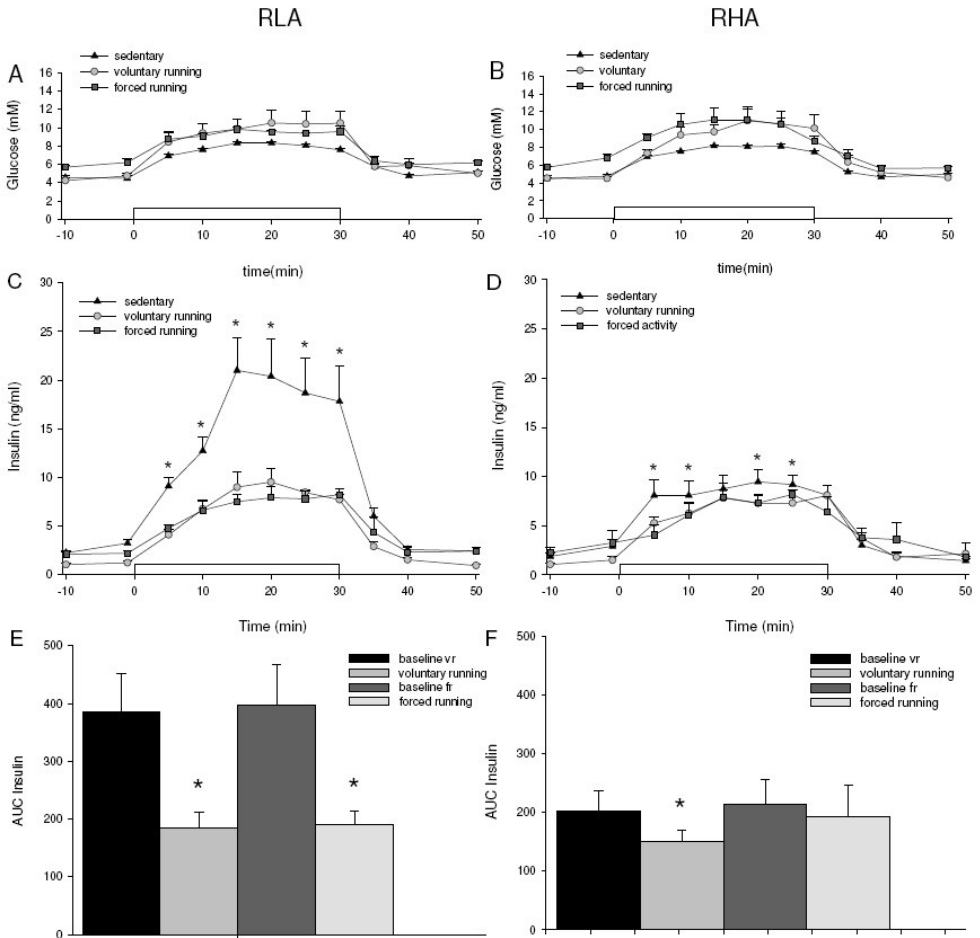 RLA
RHA
A
sedentary
voluntary running
forced running
Glucose (mM)
16
14
12
10
8
6
4
2
0
-10 0 10 20 30 40 50
time(min)
B
sedentary
voluntary
forced running
Glucose (mM)
16
14
12
10
8
6
4
2
0
-10 0 10 20 30 40 50
time(min)
C
sedentary
voluntary running
forced running
Insulin (ng/ml)
30
25
20
15
10
5
0
* * * * * *
-10 0 10 20 30 40 50
Time (min)
D
sedentary
voluntary running
forced activity
Insulin (ng/ml)
30
25
20
15
10
5
0
* * * *
-10 0 10 20 30 40 50
Time (min)
E
baseline vr
voluntary running
baseline fr
forced running
AUC Insulin
500
400
300
200
100
0
* *
F
baseline vr
voluntary running
baseline fr
forced running
AUC Insulin
500
400
300
200
100
0
*